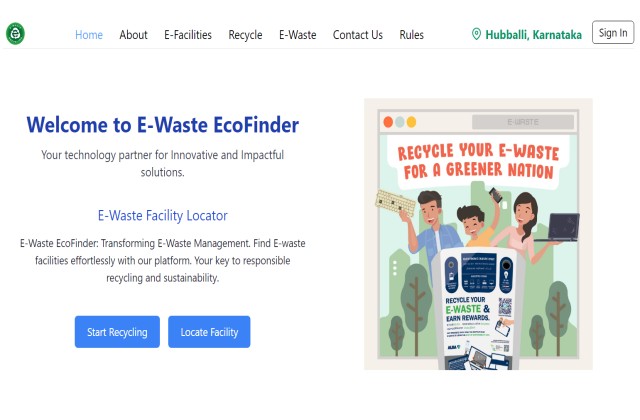 Home About E-Facilities Recycle E-Waste Contact Us Rules Hubballi, Karnataka Sign In
Welcome to E-Waste EcoFinder
Your technology partner for Innovative and Impactful
solutions.
E-Waste Facility Locator
E-Waste EcoFinder: Transforming E-Waste Management. Find E-waste
facilities effortlessly with our platform. Your key to responsible
recycling and sustainability.
Start Recycling Locate Facility
E-WASTE
RECYCLE YOUR E-WASTE
FOR A GREENER NATION
RECYCLE YOUR
E-WASTE &
EARN REWARDS.